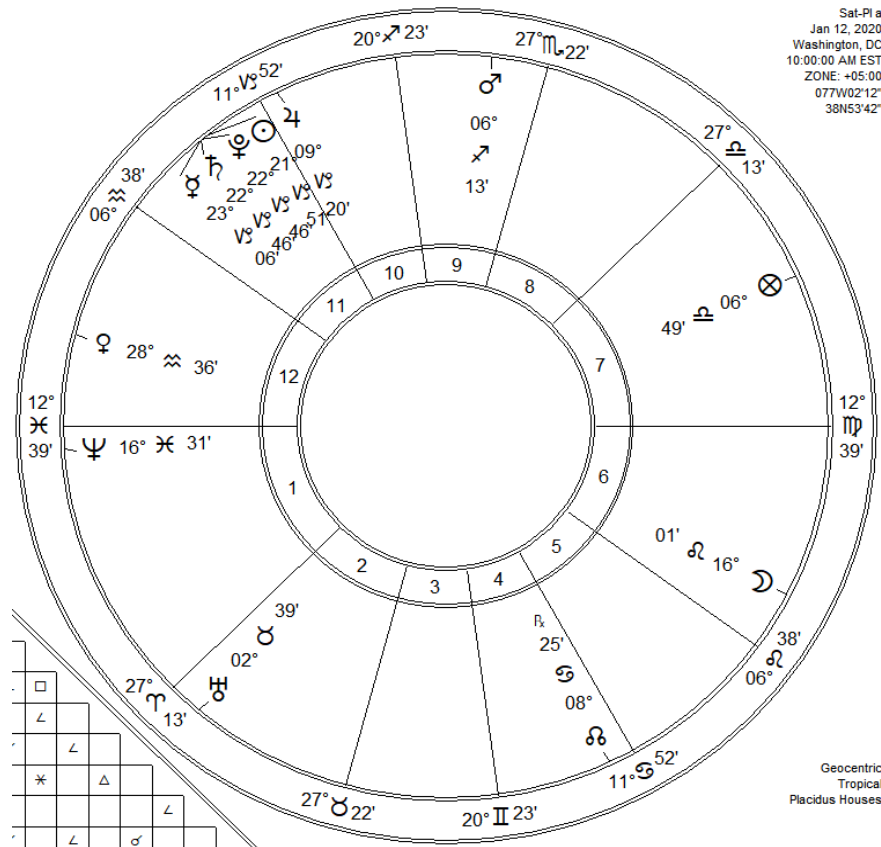 Sat-Pl a
Jan 12, 2020
Washington, DC
10:00:00 AM EST
ZONE: +05:00
077W02'12"
38N53'42"
20° ♐ 23'
27° ♏ 22'
11° ♑ 52'
27° ♎ 13'
06° ♒ 38'
12° ♓ 39'
12° ♍ 39'
27° ♈ 13'
27° ♉ 22'
20° ♊ 23'
11° ♋ 52'
06° ♌ 38'
☿ 23° ♑ 06'
♄ 22° ♑ 46'
♇ 22° ♑ 46'
☉ 21° ♑ 51'
♃ 09° ♑ 20'
♂ 06° ♐ 13'
⊗ 06° ♎ 49'
♀ 28° ♒ 36'
♆ 16° ♓ 31'
☽ 16° ♌ 01'
♅ 02° ♉ 39'
☊ 08° ♋ 25' ℞
1
2
3
4
5
6
7
8
9
10
11
12
Geocentric
Tropical
Placidus Houses